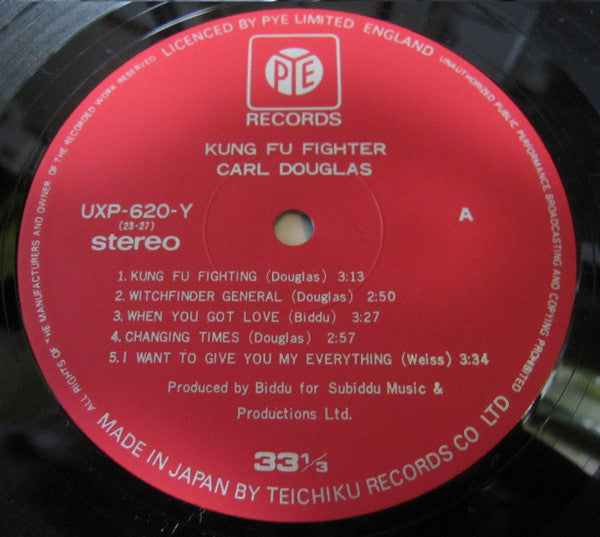 LICENCED BY PYE LIMITED ENGLAND
UNAUTHORIZED PUBLIC PERFORMANCE, BROADCASTING AND COPYING PROHIBITED
ALL RIGHTS OF THE MANUFACTURERS AND OWNER OF THE RECORDED WORK RESERVED
PYE
RECORDS
KUNG FU FIGHTER
CARL DOUGLAS
UXP-620-Y
(23-27)
stereo
A
1. KUNG FU FIGHTING (Douglas) 3:13
2. WITCHFINDER GENERAL (Douglas) 2:50
3. WHEN YOU GOT LOVE (Biddu) 3:27
4. CHANGING TIMES (Douglas) 2:57
5. I WANT TO GIVE YOU MY EVERYTHING (Weiss) 3:34
Produced by Biddu for Subiddu Music &
Productions Ltd.
33 1/3
MADE IN JAPAN BY TEICHIKU RECORDS CO LTD